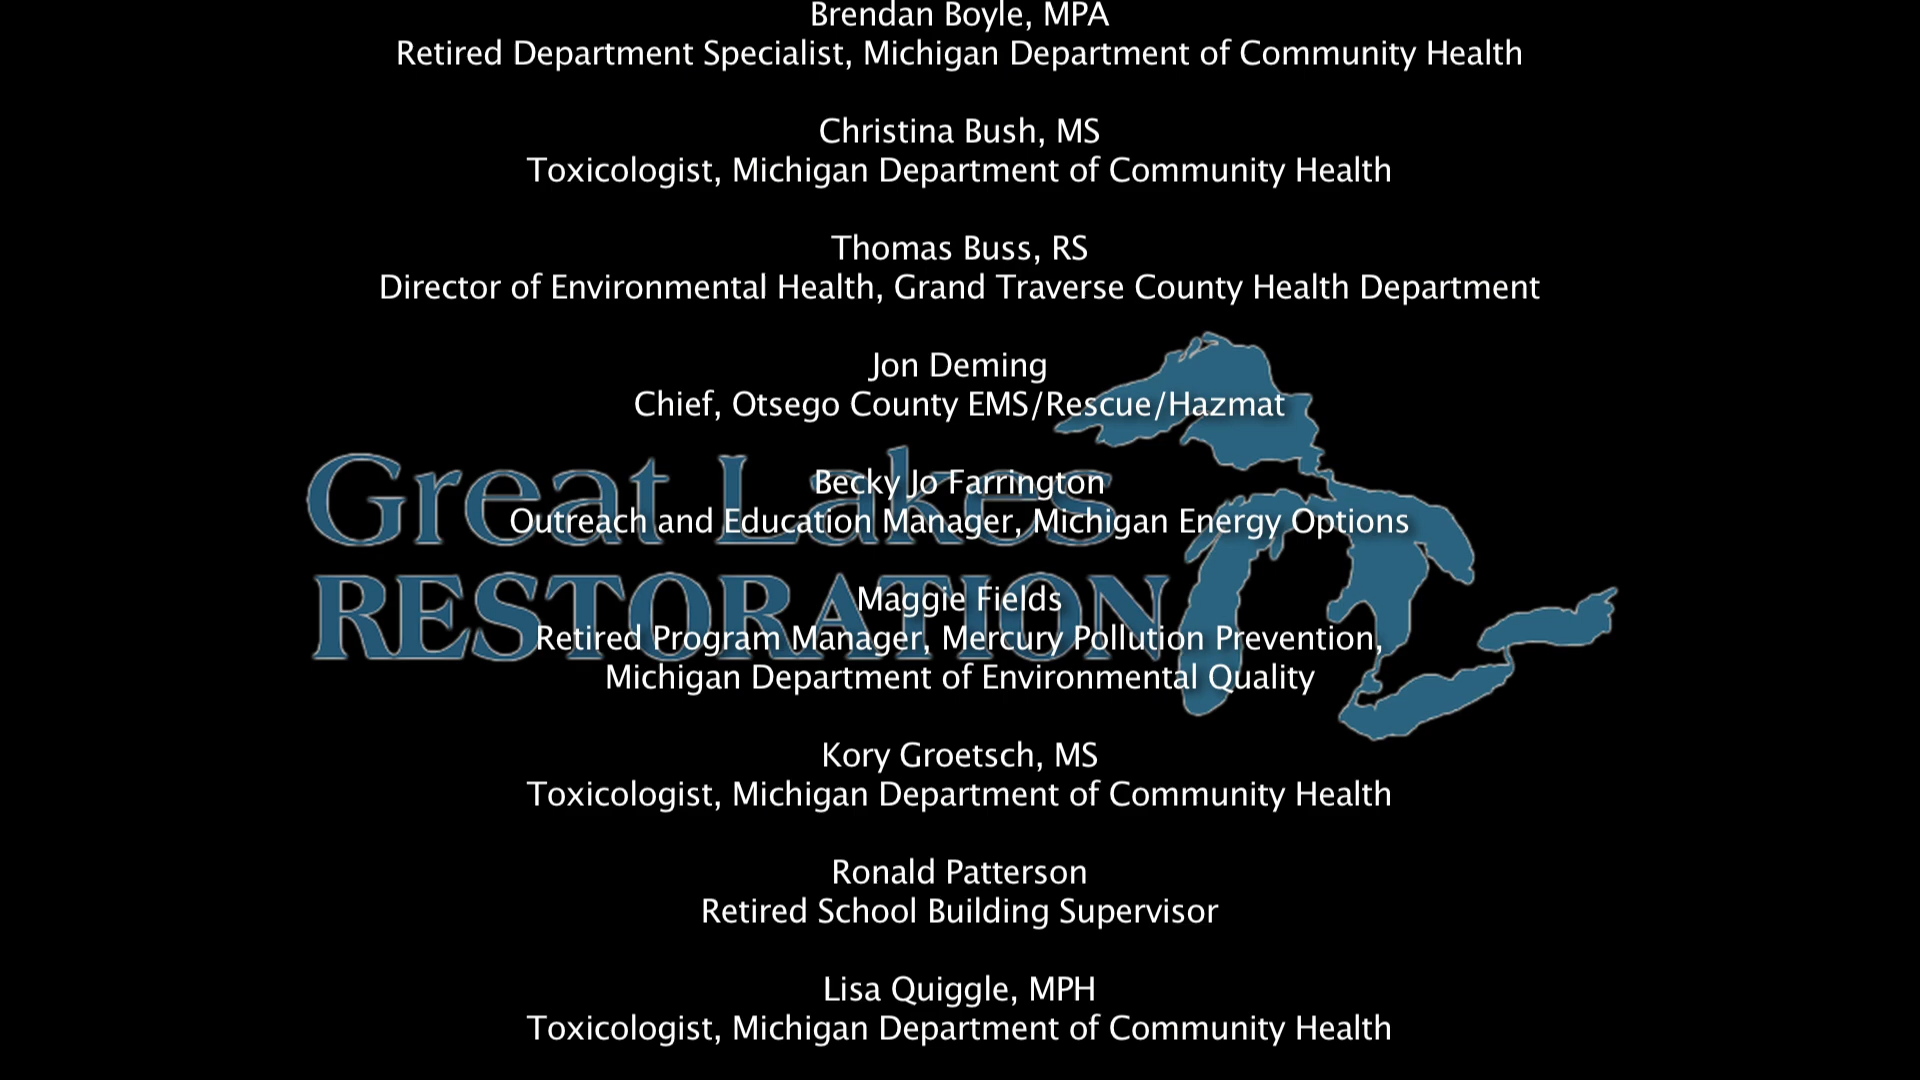 Brendan Boyle, MPA
Retired Department Specialist, Michigan Department of Community Health
Christina Bush, MS
Toxicologist, Michigan Department of Community Health
Thomas Buss, RS
Director of Environmental Health, Grand Traverse County Health Department
Jon Deming
Chief, Otsego County EMS/Rescue/Hazmat
Great Lakes
RESTORATION
Becky Jo Farrington
Outreach and Education Manager, Michigan Energy Options
Maggie Fields
Retired Program Manager, Mercury Pollution Prevention,
Michigan Department of Environmental Quality
Kory Groetsch, MS
Toxicologist, Michigan Department of Community Health
Ronald Patterson
Retired School Building Supervisor
Lisa Quiggle, MPH
Toxicologist, Michigan Department of Community Health